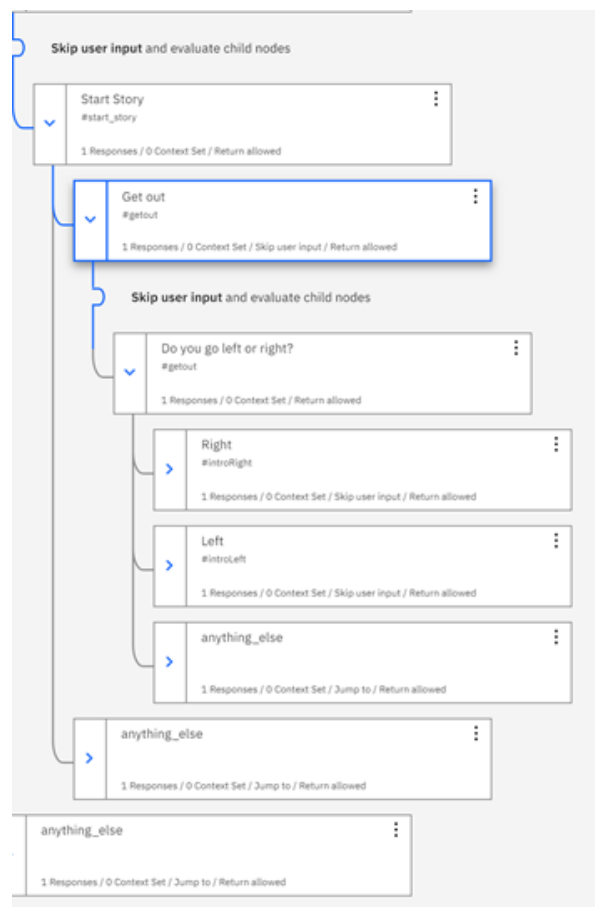 Skip user input and evaluate child nodes
Start Story
#start_story
1 Responses / 0 Context Set / Return allowed
Get out
#getout
1 Responses / 0 Context Set / Skip user input / Return allowed
Skip user input and evaluate child nodes
Do you go left or right?
#getout
1 Responses / 0 Context Set / Return allowed
Right
#introRight
1 Responses / 0 Context Set / Skip user input / Return allowed
Left
#introLeft
1 Responses / 0 Context Set / Skip user input / Return allowed
anything_else
1 Responses / 0 Context Set / Jump to / Return allowed
anything_else
1 Responses / 0 Context Set / Jump to / Return allowed
anything_else
1 Responses / 0 Context Set / Jump to / Return allowed